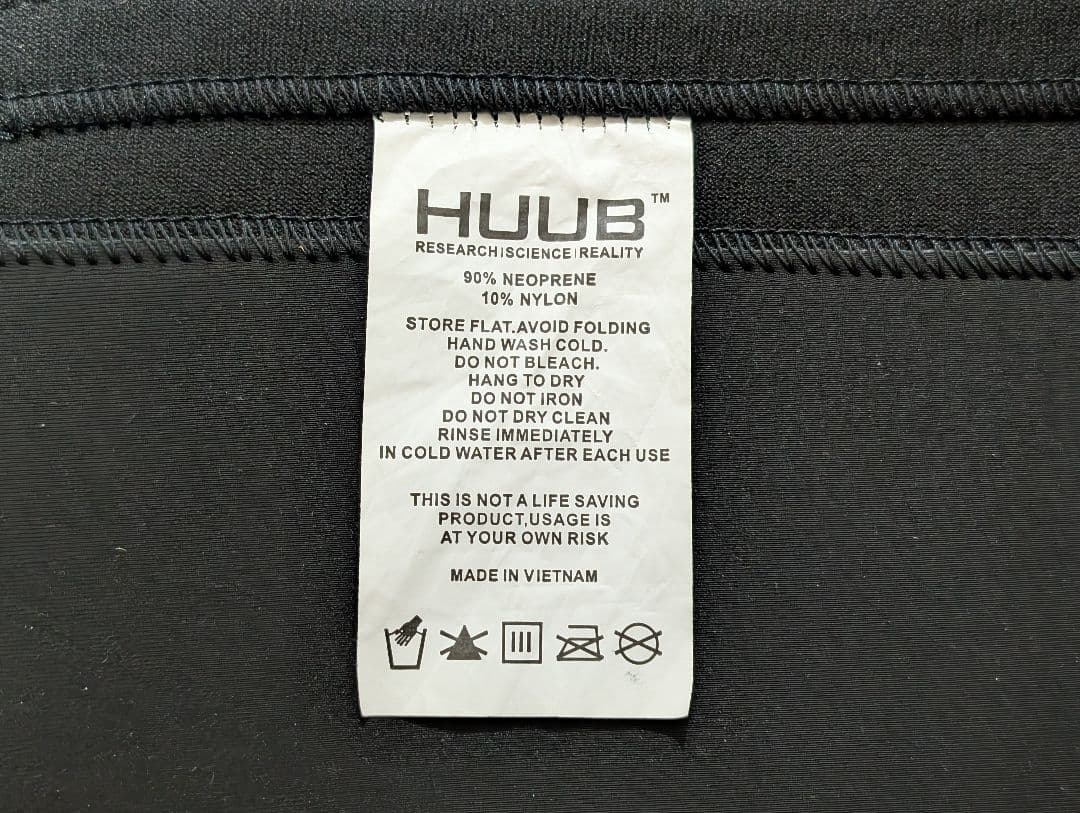 HUUB™
RESEARCH|SCIENCE|REALITY
90% NEOPRENE
10% NYLON
STORE FLAT.AVOID FOLDING
HAND WASH COLD.
DO NOT BLEACH.
HANG TO DRY
DO NOT IRON
DO NOT DRY CLEAN
RINSE IMMEDIATELY
IN COLD WATER AFTER EACH USE
THIS IS NOT A LIFE SAVING
PRODUCT,USAGE IS
AT YOUR OWN RISK
MADE IN VIETNAM